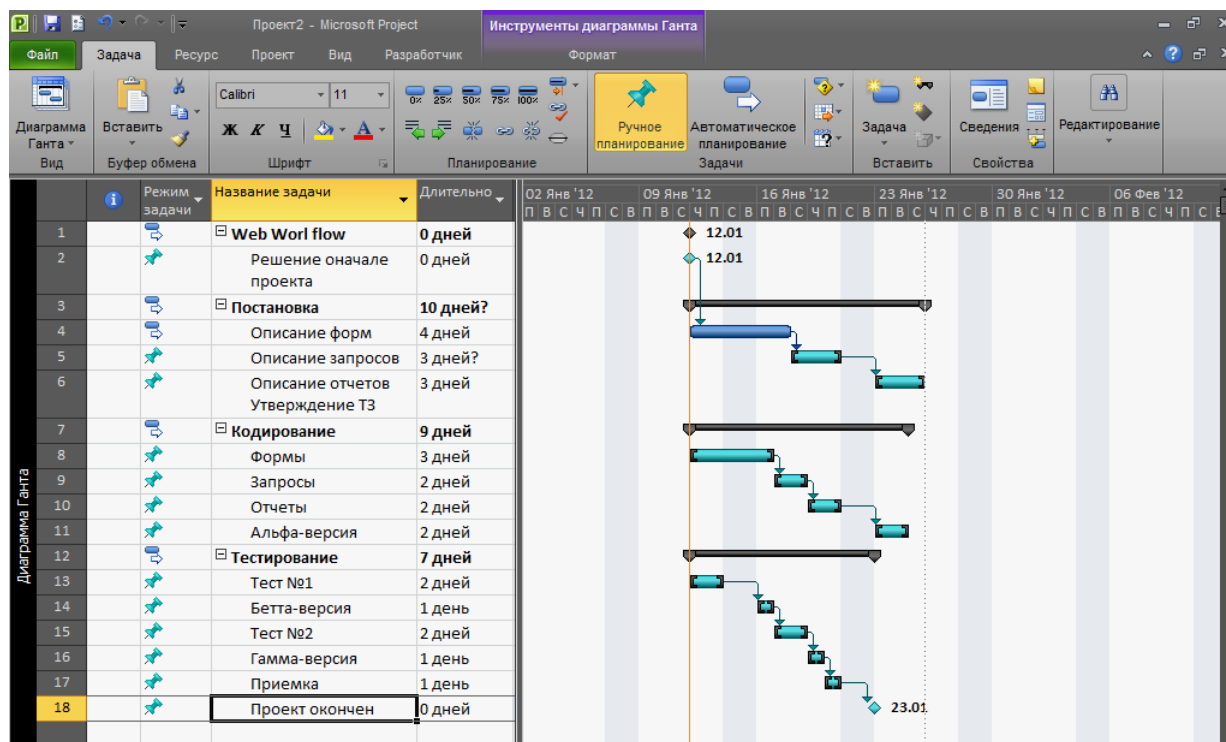 Проект2 - Microsoft Project
Инструменты диаграммы Ганта
Файл Задача Ресурс Проект Вид Разработчик Формат
Calibri 11
0% 25% 50% 75% 100%
Ж К Ч А
Диаграмма Ганта
Вставить
Ручное планирование
Автоматическое планирование
Задача
Сведения
Редактирование
Вид Буфер обмена Шрифт Планирование Задачи Вставить Свойства
Режим задачи Название задачи Длительно
02 Янв '12 09 Янв '12 16 Янв '12 23 Янв '12 30 Янв '12 06 Фев '12
П В С Ч П С В П В С Ч П С В П В С Ч П С В П В С Ч П С В П В С Ч П С В П В С Ч П С В
1 Web Worl flow 0 дней 12.01
2 Решение оначале проекта 0 дней 12.01
3 Постановка 10 дней?
4 Описание форм 4 дней
5 Описание запросов 3 дней?
6 Описание отчетов Утверждение ТЗ 3 дней
7 Кодирование 9 дней
8 Формы 3 дней
9 Запросы 2 дней
10 Отчеты 2 дней
11 Альфа-версия 2 дней
12 Тестирование 7 дней
13 Тест №1 2 дней
14 Бетта-версия 1 день
15 Тест №2 2 дней
16 Гамма-версия 1 день
17 Приемка 1 день
18 Проект окончен 0 дней 23.01
Диаграмма Ганта